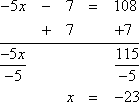 -5x - 7 = 108
+ 7 +7
-5x 115
-5 -5
x = -23